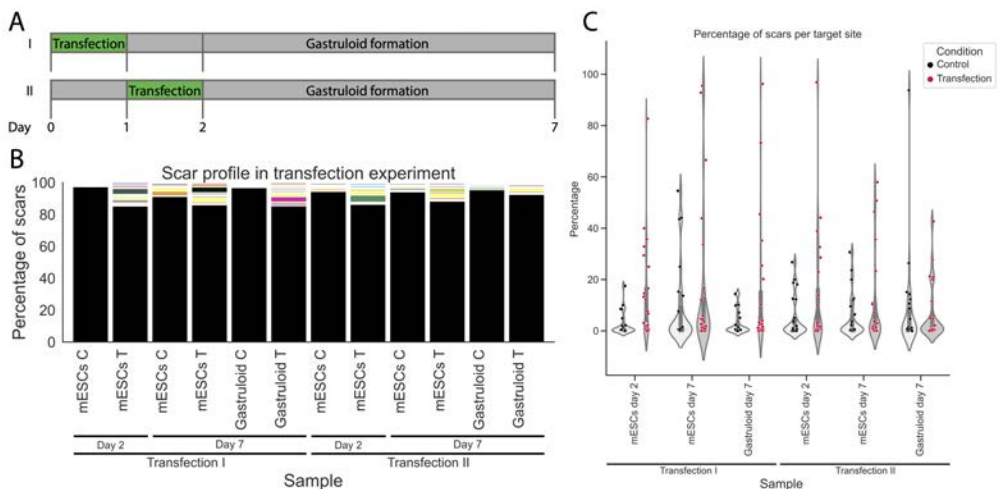 A
I
Transfection
Gastruloid formation
II
Transfection
Gastruloid formation
Day
0
1
2
7
B
Scar profile in transfection experiment
Percentage of scars
100
80
60
40
20
0
mESCs C
mESCs T
mESCs C
mESCs T
Gastruloid C
Gastruloid T
mESCs C
mESCs T
mESCs C
mESCs T
Gastruloid C
Gastruloid T
Day 2
Day 7
Day 2
Day 7
Transfection I
Transfection II
Sample
C
Percentage of scars per target site
Condition
Control
Transfection
Percentage
100
80
60
40
20
0
mESCs day 2
mESCs day 7
Gastruloid day 7
mESCs day 2
mESCs day 7
Gastruloid day 7
Transfection I
Transfection II
Sample